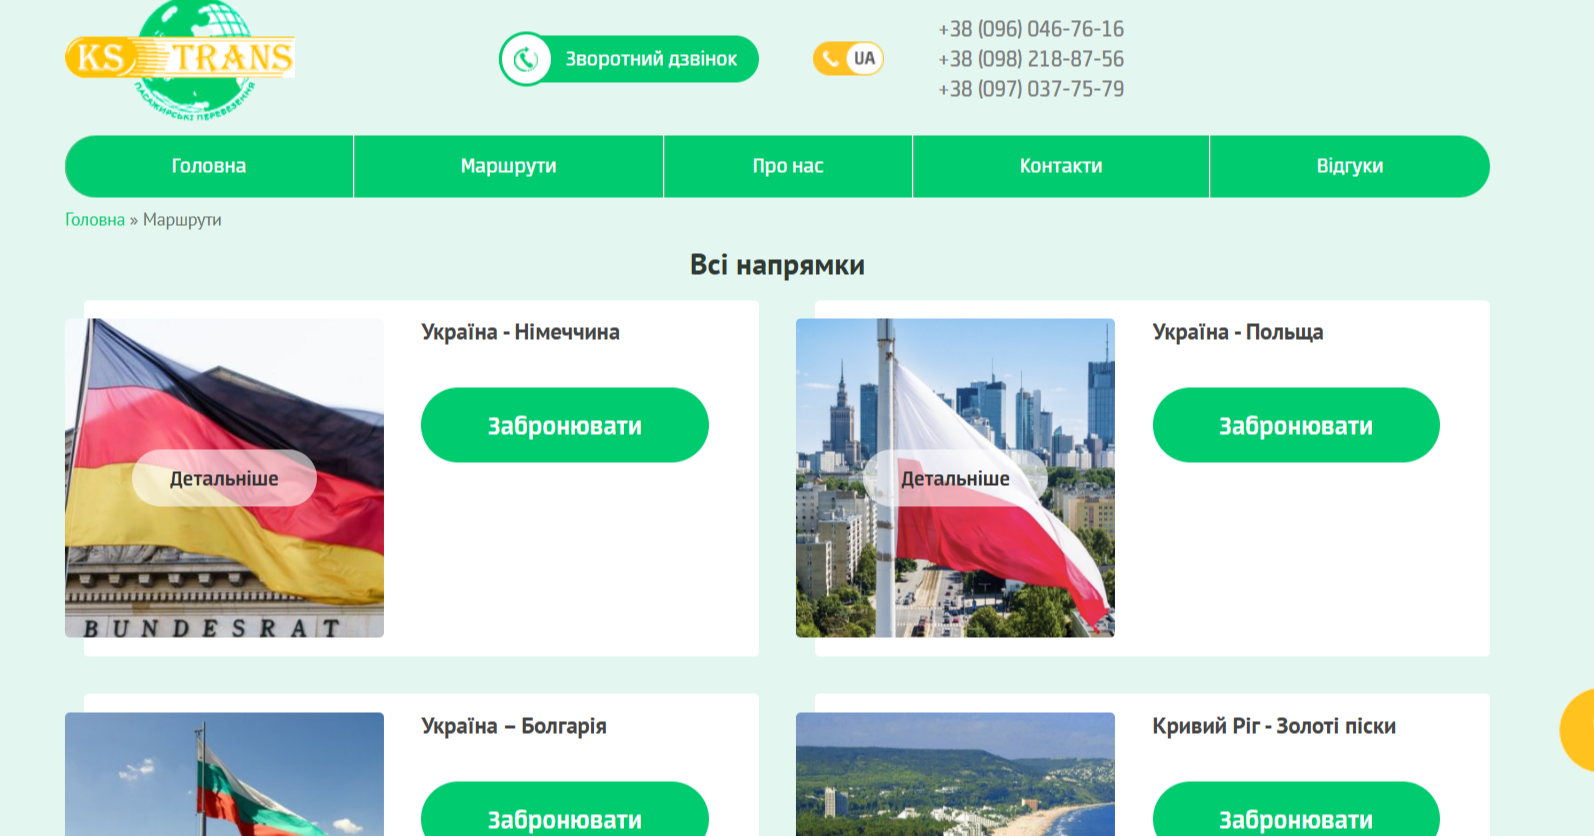 KS TRANS
ПАСАЖИРСЬКІ ПЕРЕВЕЗЕННЯ
Зворотний дзвінок
UA
+38 (096) 046-76-16
+38 (098) 218-87-56
+38 (097) 037-75-79
Головна
Маршрути
Про нас
Контакти
Відгуки
Головна » Маршрути
Всі напрямки
Україна - Німеччина
Забронювати
Детальніше
BUNDESRAT
Україна - Польща
Забронювати
Детальніше
Україна – Болгарія
Забронювати
Кривий Ріг - Золоті піски
Забронювати